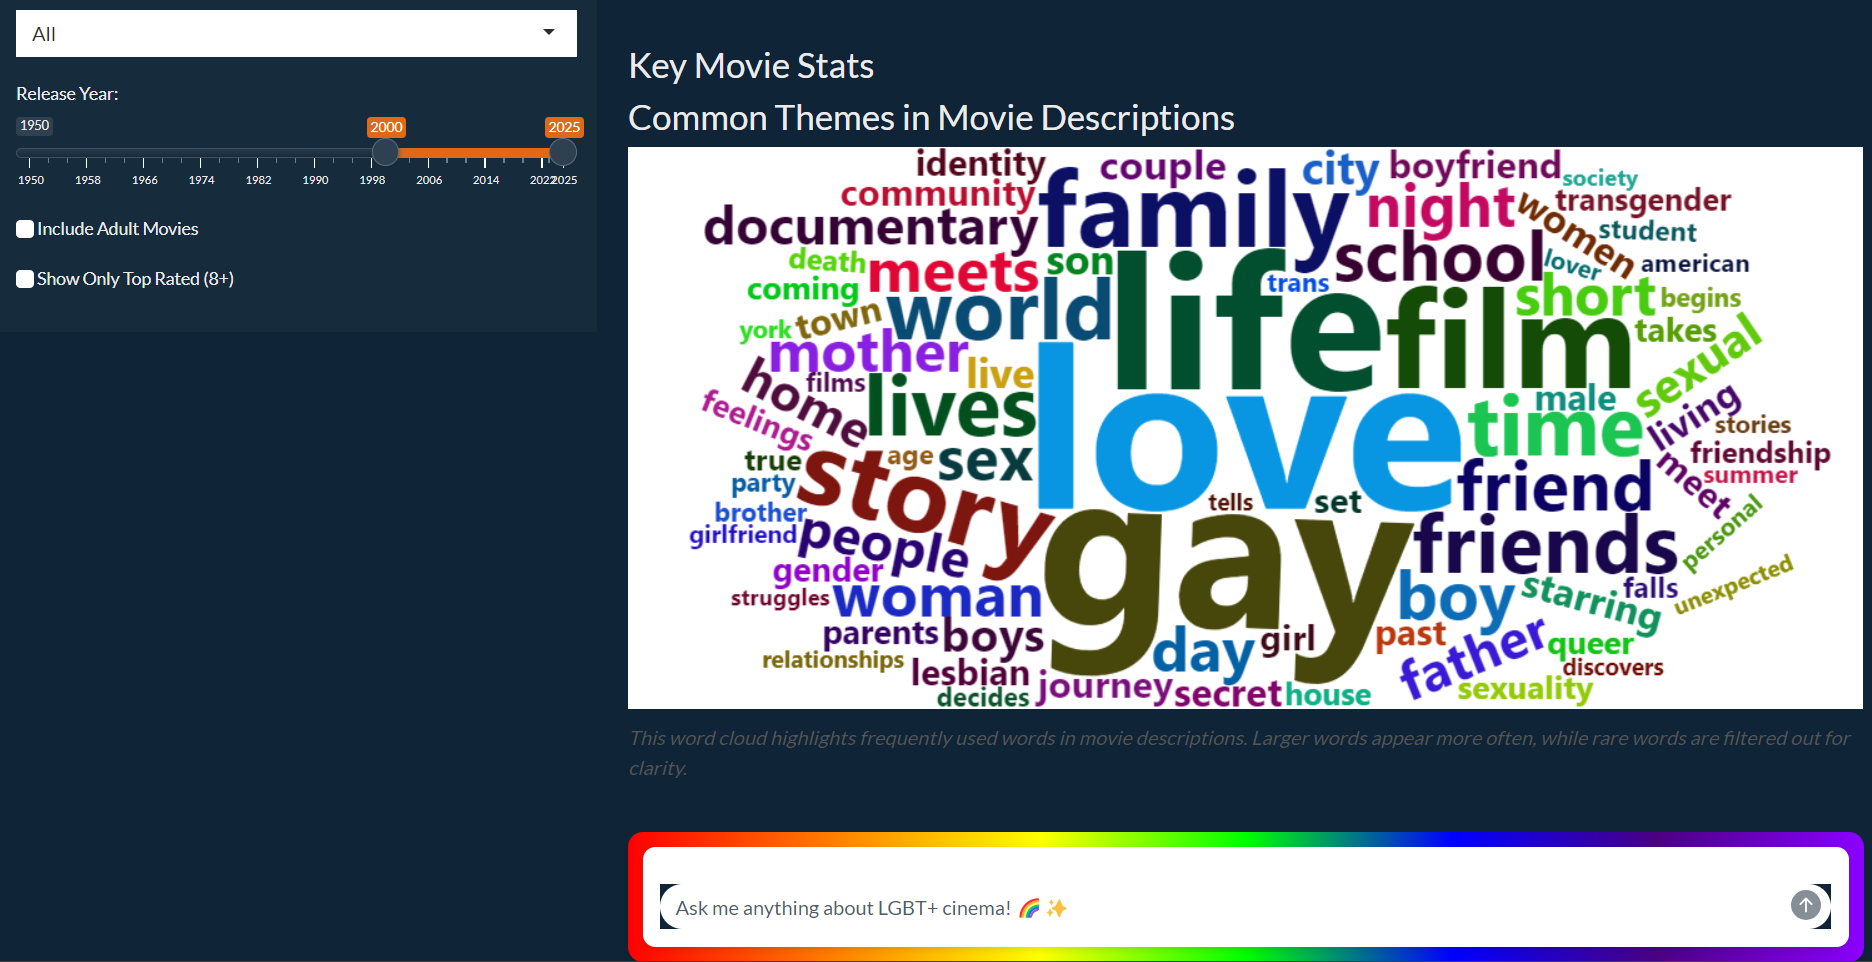 All
Release Year:
1950
2000
2025
1950 1958 1966 1974 1982 1990 1998 2006 2014 2022 2025
Include Adult Movies
Show Only Top Rated (8+)
Key Movie Stats
Common Themes in Movie Descriptions
identity couple city boyfriend society
community family night women transgender
documentary school student
death meets son life trans lover american
coming world short begins
york town film takes
mother live sexual
home films lives love time male living
feelings stories
true age sex friendship
party story friend meet summer
brother tells set personal
girlfriend people gay friends
gender falls unexpected
struggles woman boy starring
parents boys day girl past father queer
relationships lesbian discovers
decides journey secret house sexuality
This word cloud highlights frequently used words in movie descriptions. Larger words appear more often, while rare words are filtered out for
clarity.
Ask me anything about LGBT+ cinema! 🌈 ✨